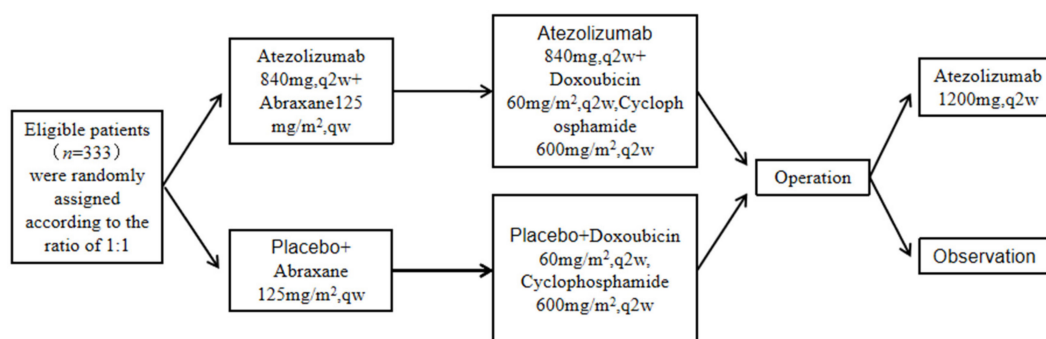 Eligible patients
（n=333）
were randomly
assigned
according to the
ratio of 1:1
Atezolizumab
840mg,q2w+
Abraxane125
mg/m²,qw
Placebo+
Abraxane
125mg/m²,qw
Atezolizumab
840mg,q2w+
Doxoubicin
60mg/m²,q2w,Cycloph
osphamide
600mg/m²,q2w
Placebo+Doxoubicin
60mg/m²,q2w,
Cyclophosphamide
600mg/m²,q2w
Operation
Atezolizumab
1200mg,q2w
Observation